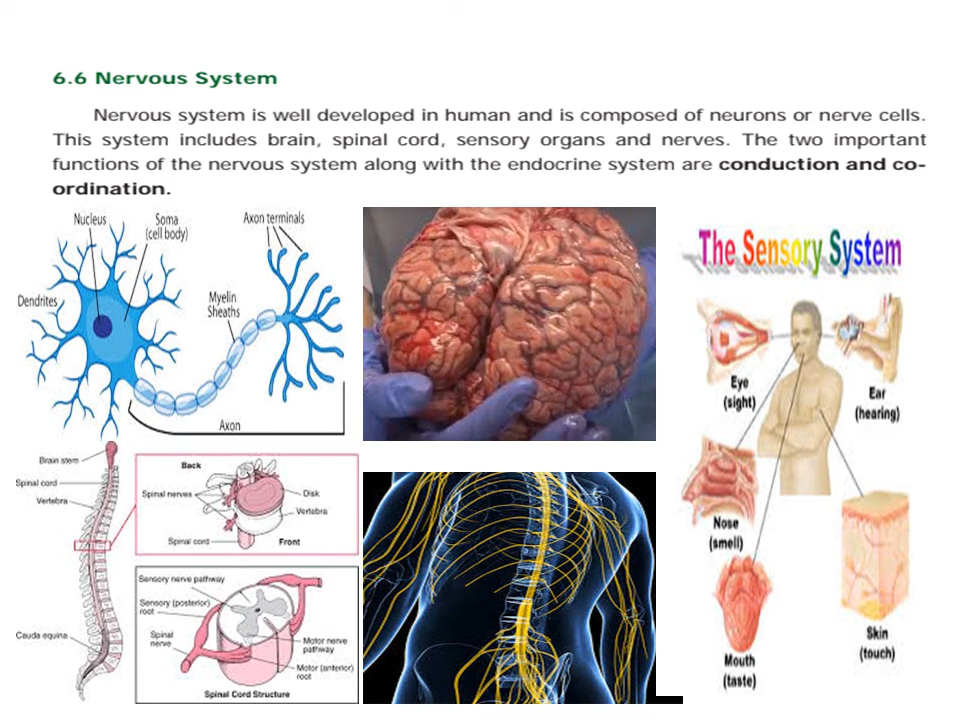 6.6 Nervous System
Nervous system is well developed in human and is composed of neurons or nerve cells.
This system includes brain, spinal cord, sensory organs and nerves. The two important
functions of the nervous system along with the endocrine system are conduction and co-
ordination.
Nucleus
Soma
(cell body)
Axon terminals
Dendrites
Myelin
Sheaths
Axon
The Sensory System
Eye
(sight)
Ear
(hearing)
Nose
(smell)
Mouth
(taste)
Skin
(touch)
Brain stem
Spinal cord
Vertebra
Cauda equina
Back
Spinal nerves
Disk
Vertebra
Spinal cord
Front
Sensory nerve pathway
Sensory (posterior)
root
Spinal
nerve
Motor nerve
pathway
Motor (anterior)
root
Spinal Cord Structure